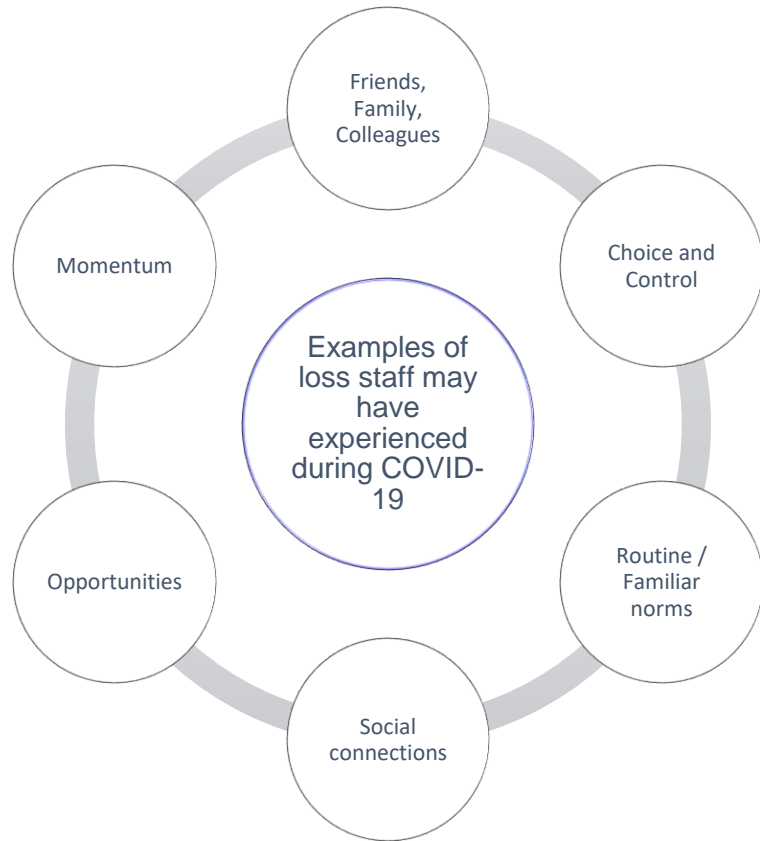 Friends,
Family,
Colleagues
Choice and
Control
Routine /
Familiar
norms
Social
connections
Opportunities
Momentum
Examples of
loss staff may
have
experienced
during COVID-
19